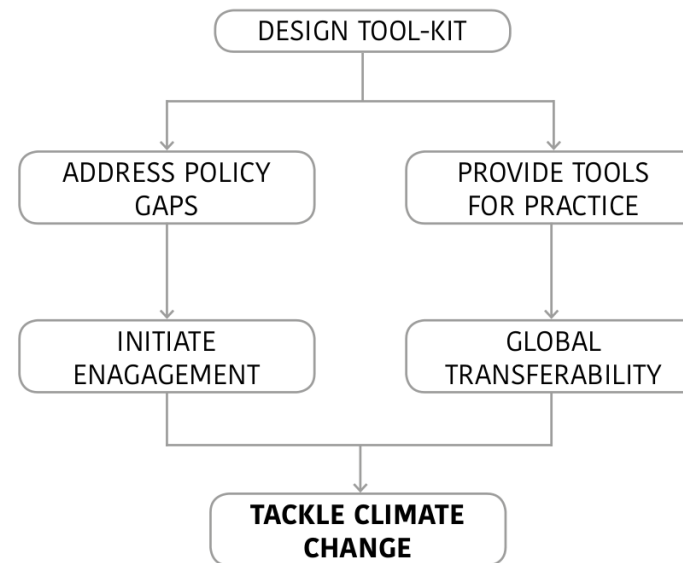 DESIGN TOOL-KIT
ADDRESS POLICY
GAPS
PROVIDE TOOLS
FOR PRACTICE
INITIATE
ENAGAGEMENT
GLOBAL
TRANSFERABILITY
TACKLE CLIMATE
CHANGE